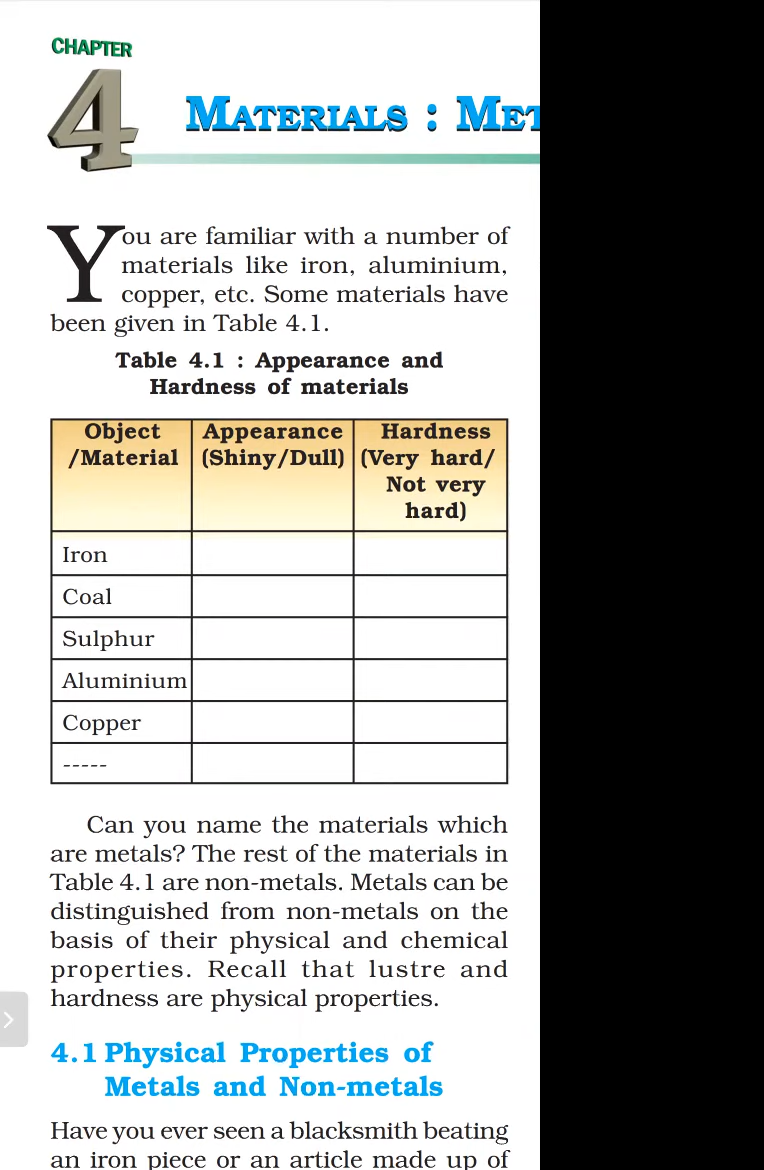 CHAPTER
4
MATERIALS : MET
You are familiar with a number of
materials like iron, aluminium,
copper, etc. Some materials have
been given in Table 4.1.
Table 4.1 : Appearance and
Hardness of materials
Object /Material | Appearance (Shiny/Dull) | Hardness (Very hard/ Not very hard)
Iron
Coal
Sulphur
Aluminium
Copper
-----
Can you name the materials which
are metals? The rest of the materials in
Table 4.1 are non-metals. Metals can be
distinguished from non-metals on the
basis of their physical and chemical
properties. Recall that lustre and
hardness are physical properties.
4.1 Physical Properties of
Metals and Non-metals
Have you ever seen a blacksmith beating
an iron piece or an article made up of